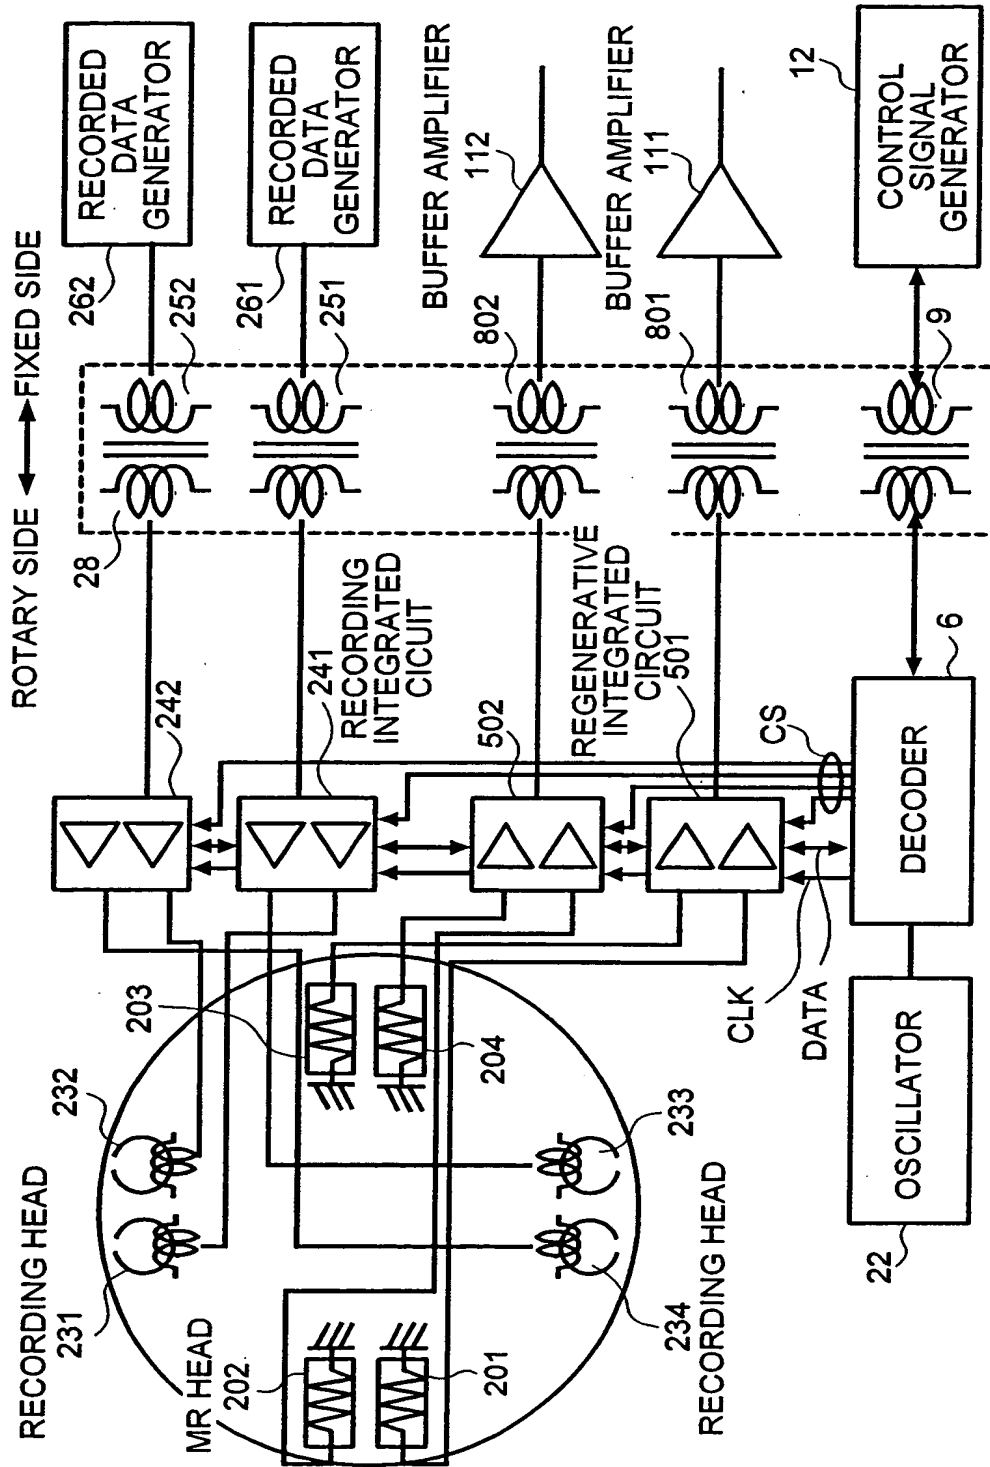 ROTARY SIDE
FIXED SIDE
28
262
RECORDED
DATA
GENERATOR
252
242
261
RECORDED
DATA
GENERATOR
251
241
RECORDING
INTEGRATED
CICUIT
BUFFER AMPLIFIER
112
802
502
REGENERATIVE
INTEGRATED
CIRCUIT
501
BUFFER AMPLIFIER
111
801
12
CONTROL
SIGNAL
GENERATOR
9
6
DECODER
CS
CLK
DATA
OSCILLATOR
22
RECORDING HEAD
231
232
203
204
MR HEAD
202
201
233
234
RECORDING HEAD